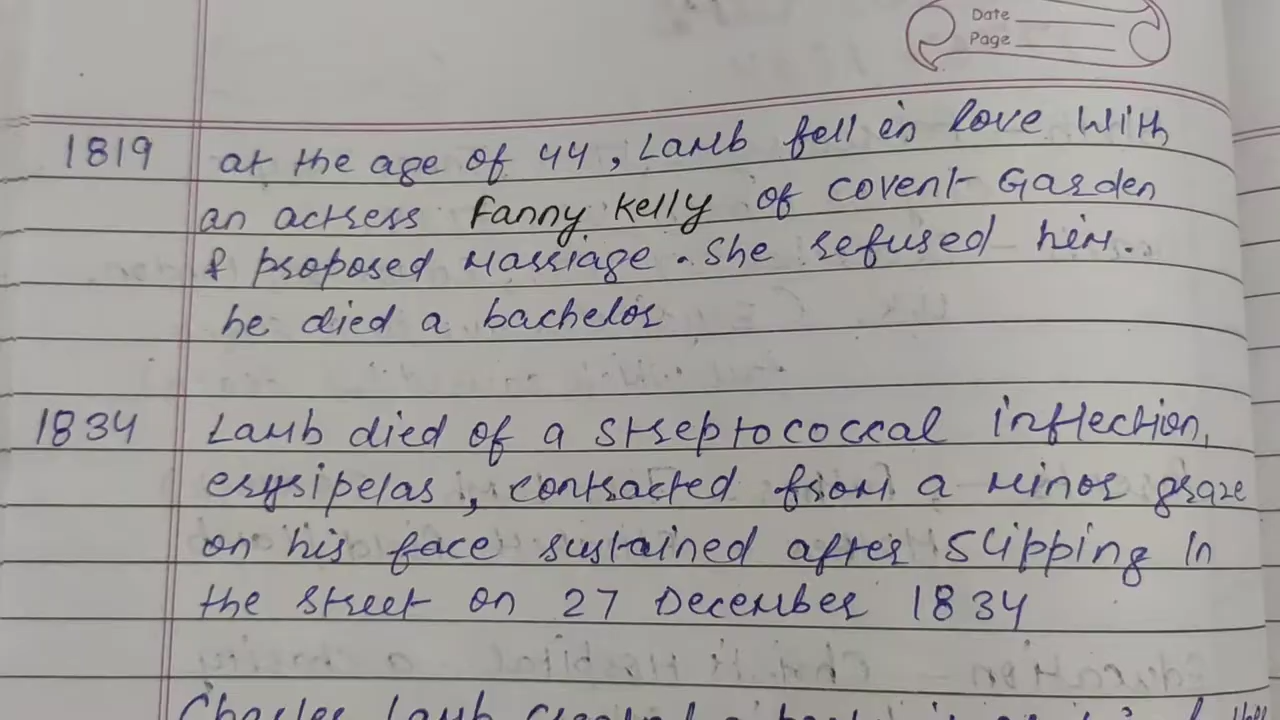 Date
Page
1819 at the age of 44, Lamb fell in love with
an actress Fanny Kelly of Covent Garden
& proposed marriage. She refused him.
he died a bachelor
1834 Lamb died of a streptococcal inflection,
erysipelas, contracted from a minor graze
on his face sustained after slipping in
the street on 27 December 1834
Charles Lamb